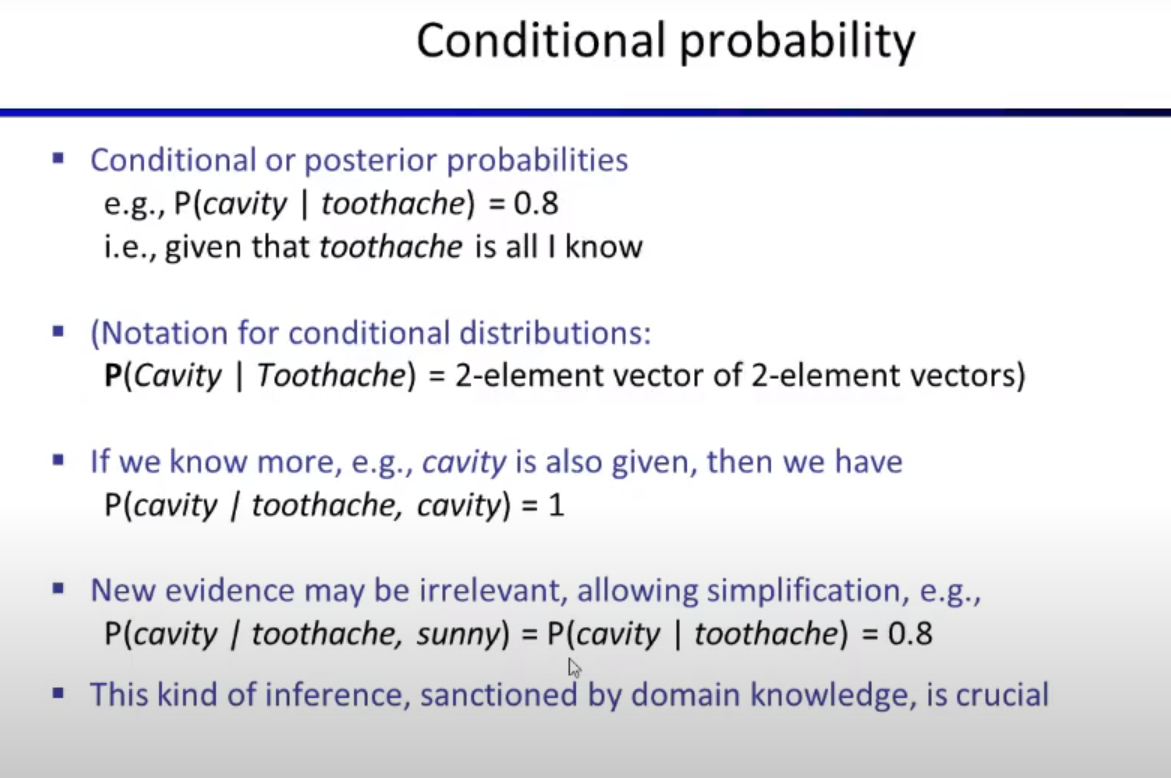 Conditional probability
▪ Conditional or posterior probabilities
e.g., P(cavity | toothache) = 0.8
i.e., given that toothache is all I know
▪ (Notation for conditional distributions:
P(Cavity | Toothache) = 2-element vector of 2-element vectors)
▪ If we know more, e.g., cavity is also given, then we have
P(cavity | toothache, cavity) = 1
▪ New evidence may be irrelevant, allowing simplification, e.g.,
P(cavity | toothache, sunny) = P(cavity | toothache) = 0.8
▪ This kind of inference, sanctioned by domain knowledge, is crucial